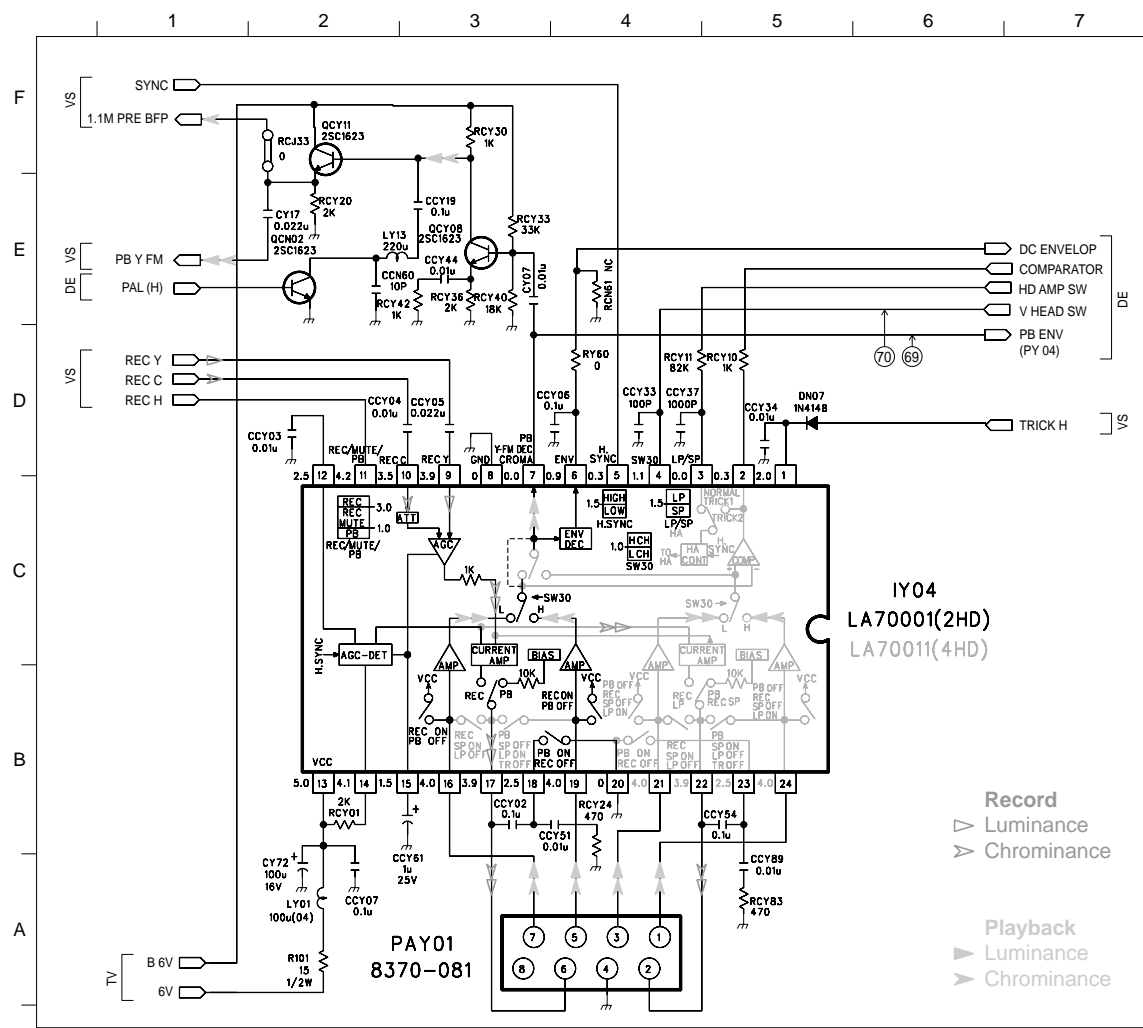 1 2 3 4 5 6 7
F
E
D
C
B
A
VS
SYNC
1.1M PRE BFP
RCJ33
0
QCY11
2SC1623
RCY30
1K
RCY20
2K
CY17
0.022u
QCN02
2SC1623
CCY19
0.1u
LY13
220u
QCY08
2SC1623
RCY33
33K
CCY44
0.01u
CCN60
10P
RCY42
1K
RCY36
2K
RCY40
18K
CY07
0.01u
RCN61 NC
VS
PB Y FM
DE
PAL (H)
DC ENVELOP
COMPARATOR
HD AMP SW
V HEAD SW
PB ENV
(PY 04)
DE
70 69
VS
REC Y
REC C
REC H
RY60
0
RCY11
82K
RCY10
1K
CCY03
0.01u
CCY04
0.01u
CCY05
0.022u
CCY06
0.1u
CCY33
100P
CCY37
1000P
CCY34
0.01u
DN07
1N4148
TRICK H
VS
REC/MUTE/
PB
REC C
REC Y
GND
PB
Y-FM DEC
CROMA
ENV
H.
SYNC
SW30
LP/SP
2.5 12 4.2 11 3.5 10 3.9 9 0 8 0.0 7 0.9 6 0.3 5 1.1 4 0.0 3 0.3 2 2.0 1
REC
REC
MUTE
PB
3.0
1.0
REC/MUTE/
PB
ATT
AGC
1K
ENV
DEC
1.5
HIGH
LOW
H.SYNC
1.0
HCH
LCH
SW30
1.5
LP
SP
LP/SP
NORMAL
TRICK1
TRICK2
HA
TO
HA
HA
CONT
H.
SYNC
COMP
+ -
SW30
L H
SW30
L H
IY04
LA70001(2HD)
LA70011(4HD)
H.SYNC
AGC-DET
AMP
CURRENT
AMP
BIAS
AMP
AMP
CURRENT
AMP
BIAS
AMP
VCC
REC
PB
10K
REC ON
PB OFF
VCC
VCC
PB OFF
REC
SP OFF
LP ON
REC
LP
PB
REC SP
10K
PB OFF
REC
SP OFF
LP ON
VCC
REC ON
PB OFF
REC
SP ON
LP OFF
PB
SP OFF
LP ON
TR OFF
PB ON
REC OFF
PB ON
REC OFF
REC
SP ON
LP OFF
PB
SP ON
LP OFF
TR OFF
VCC
5.0 13 4.1 14 1.5 15 4.0 16 3.9 17 2.5 18 4.0 19 0 20 4.0 21 3.9 22 2.5 23 4.0 24
2K
RCY01
CCY61
1u
25V
CCY02
0.1u
CCY51
0.01u
RCY24
470
CCY54
0.1u
CCY89
0.01u
RCY83
470
CY72
100u
16V
CCY07
0.1u
LY01
100u(04)
R101
15
1/2W
TV
B 6V
6V
PAY01
8370-081
7 5 3 1
8 6 4 2
Record
Luminance
Chrominance
Playback
Luminance
Chrominance